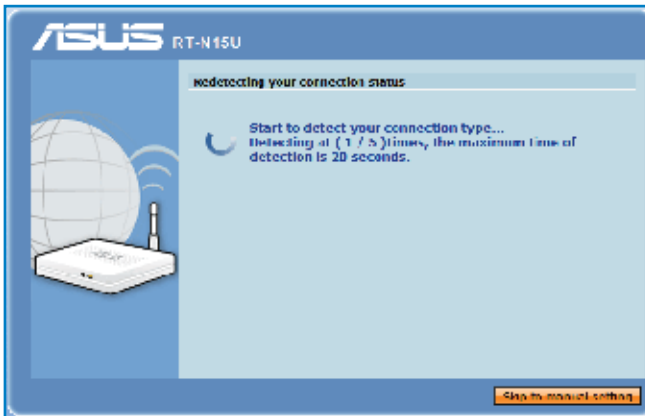 ASUS RT-N15U
Redetecting your connection status
Start to detect your connection type...
Detecting at ( 1 / 5 )times, the maximum time of
detection is 20 seconds.
Skip to manual setting